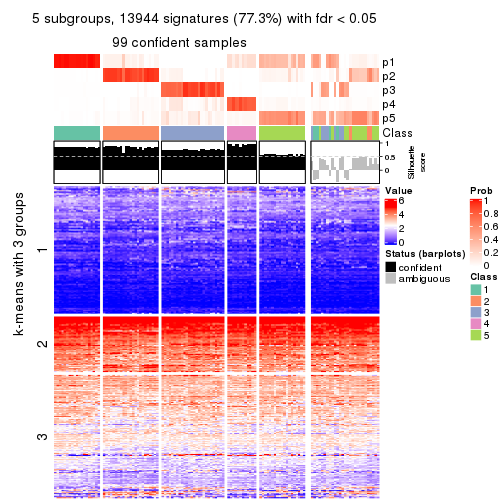 5 subgroups, 13944 signatures (77.3%) with fdr < 0.05
99 confident samples
p1
p2
p3
p4
p5
Class
1
0.5
0
Silhouette
score
k-means with 3 groups
1
2
3
Value
6
4
2
0
Status (barplots)
confident
ambiguous
Prob
1
0.8
0.6
0.4
0.2
0
Class
1
2
3
4
5